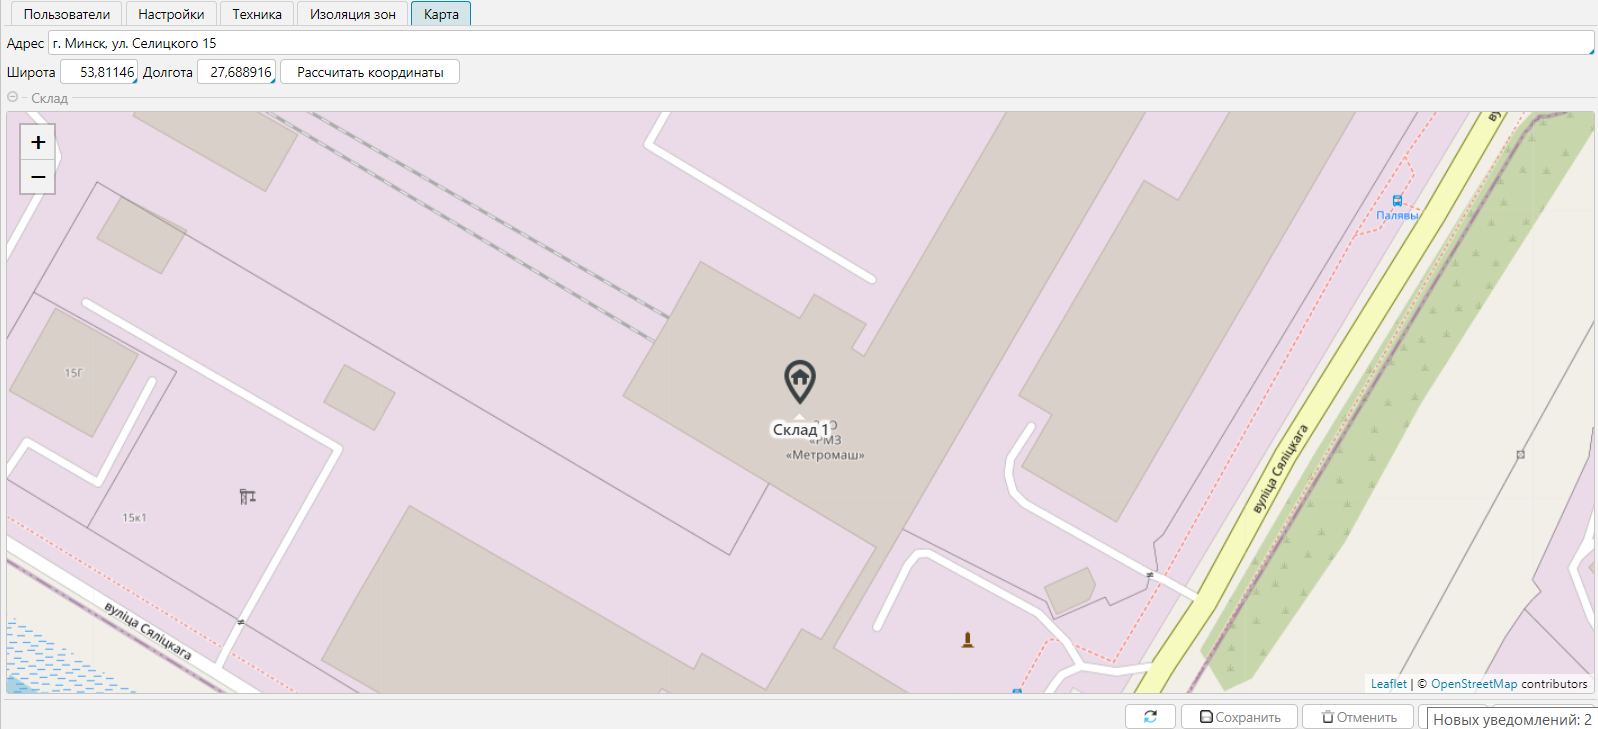 Пользователи Настройки Техника Изоляция зон Карта
Адрес г. Минск, ул. Селицкого 15
Широта 53,81146 Долгота 27,688916 Рассчитать координаты
Склад
+
−
ву
Палявы
15Г
Склад 1
«РМЗ
«Метромаш»
вуліца Сяліцкага
15к1
вуліца Сяліцкага
Leaflet | © OpenStreetMap contributors
Сохранить Отменить
Новых уведомлений: 2